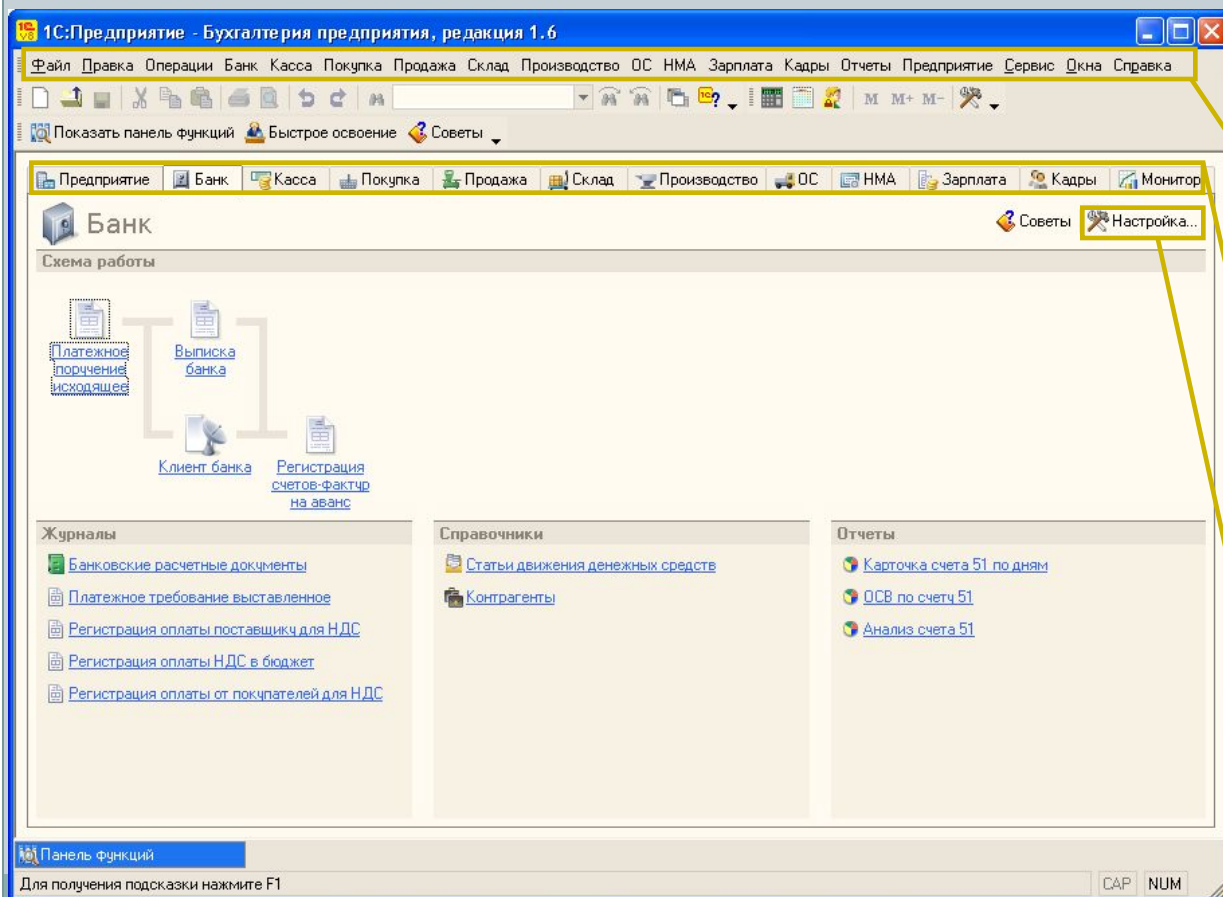 1С:Предприятие - Бухгалтерия предприятия, редакция 1.6
Файл Правка Операции Банк Касса Покупка Продажа Склад Производство ОС НМА Зарплата Кадры Отчеты Предприятие Сервис Окна Справка
M M+ M-
Показать панель функций Быстрое освоение Советы
Предприятие Банк Касса Покупка Продажа Склад Производство ОС НМА Зарплата Кадры Монитор
Банк
Советы Настройка...
Схема работы
Платежное
поручение
исходящее
Выписка
банка
Клиент банка
Регистрация
счетов-фактур
на аванс
Журналы
Банковские расчетные документы
Платежное требование выставленное
Регистрация оплаты поставщику для НДС
Регистрация оплаты НДС в бюджет
Регистрация оплаты от покупателей для НДС
Справочники
Статьи движения денежных средств
Контрагенты
Отчеты
Карточка счета 51 по дням
ОСВ по счету 51
Анализ счета 51
Панель функций
Для получения подсказки нажмите F1
CAP NUM